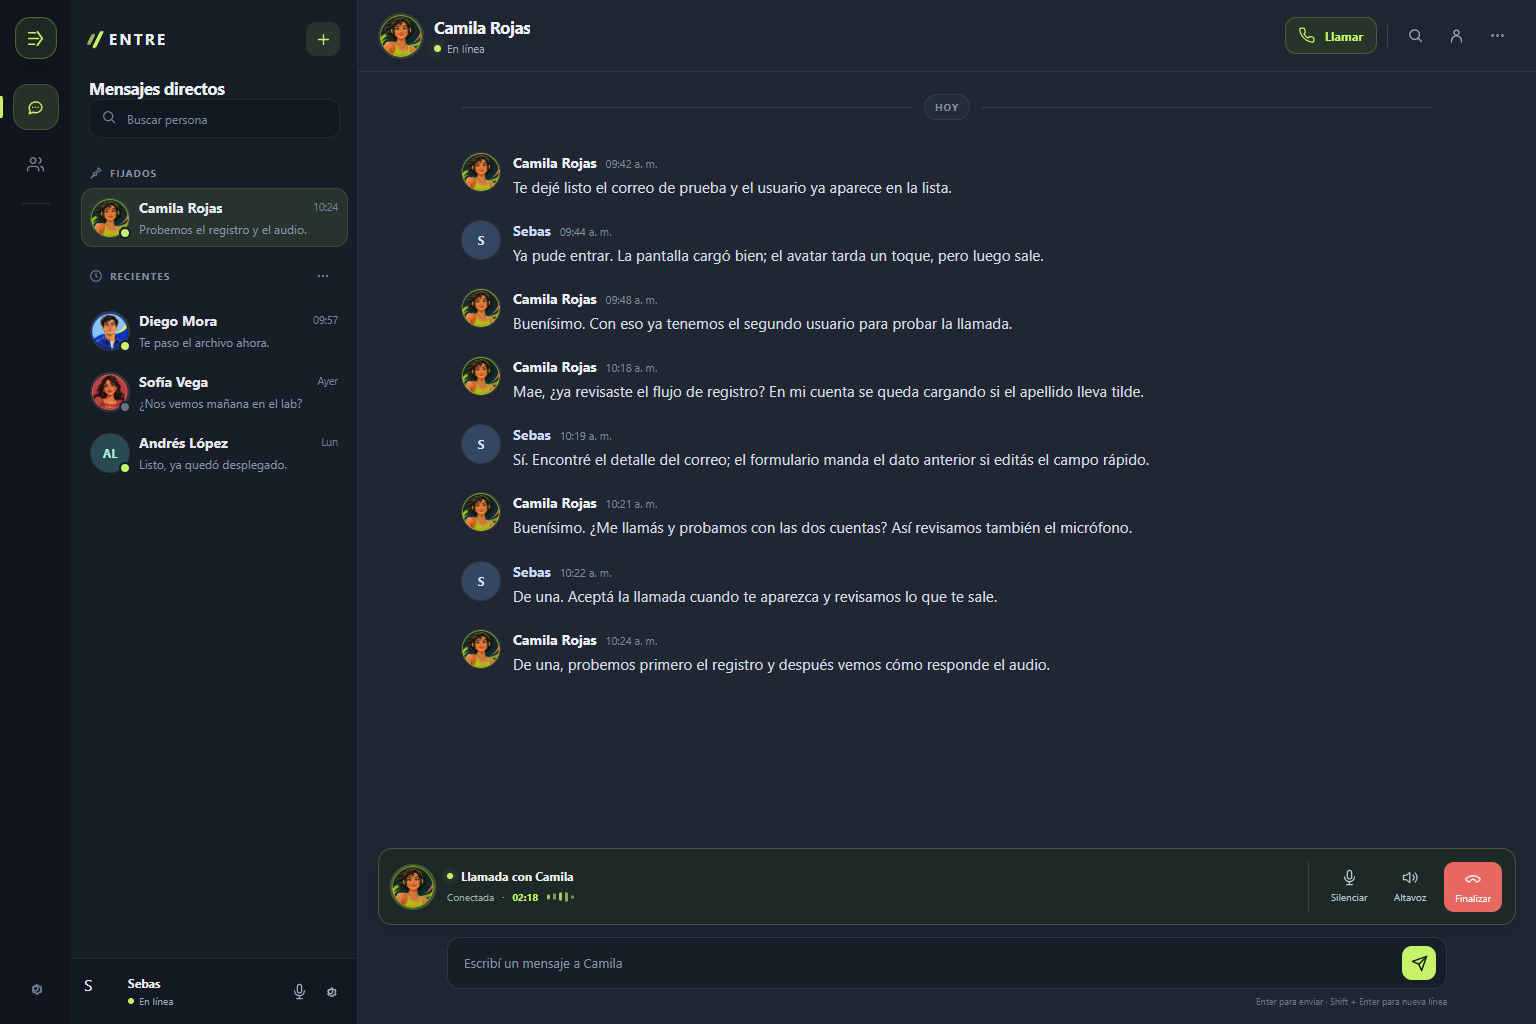 ENTRE
Mensajes directos
Buscar persona
FIJADOS
Camila Rojas 10:24
Probemos el registro y el audio.
RECIENTES
Diego Mora 09:57
Te paso el archivo ahora.
Sofía Vega Ayer
¿Nos vemos mañana en el lab?
AL
Andrés López Lun
Listo, ya quedó desplegado.
S
Sebas
En línea
Camila Rojas
En línea
Llamar
HOY
Camila Rojas 09:42 a. m.
Te dejé listo el correo de prueba y el usuario ya aparece en la lista.
S
Sebas 09:44 a. m.
Ya pude entrar. La pantalla cargó bien; el avatar tarda un toque, pero luego sale.
Camila Rojas 09:48 a. m.
Buenísimo. Con eso ya tenemos el segundo usuario para probar la llamada.
Camila Rojas 10:18 a. m.
Mae, ¿ya revisaste el flujo de registro? En mi cuenta se queda cargando si el apellido lleva tilde.
S
Sebas 10:19 a. m.
Sí. Encontré el detalle del correo; el formulario manda el dato anterior si editás el campo rápido.
Camila Rojas 10:21 a. m.
Buenísimo. ¿Me llamás y probamos con las dos cuentas? Así revisamos también el micrófono.
S
Sebas 10:22 a. m.
De una. Aceptá la llamada cuando te aparezca y revisamos lo que te sale.
Camila Rojas 10:24 a. m.
De una, probemos primero el registro y después vemos cómo responde el audio.
Llamada con Camila
Conectada · 02:18
Silenciar
Altavoz
Finalizar
Escribí un mensaje a Camila
Enter para enviar · Shift + Enter para nueva línea